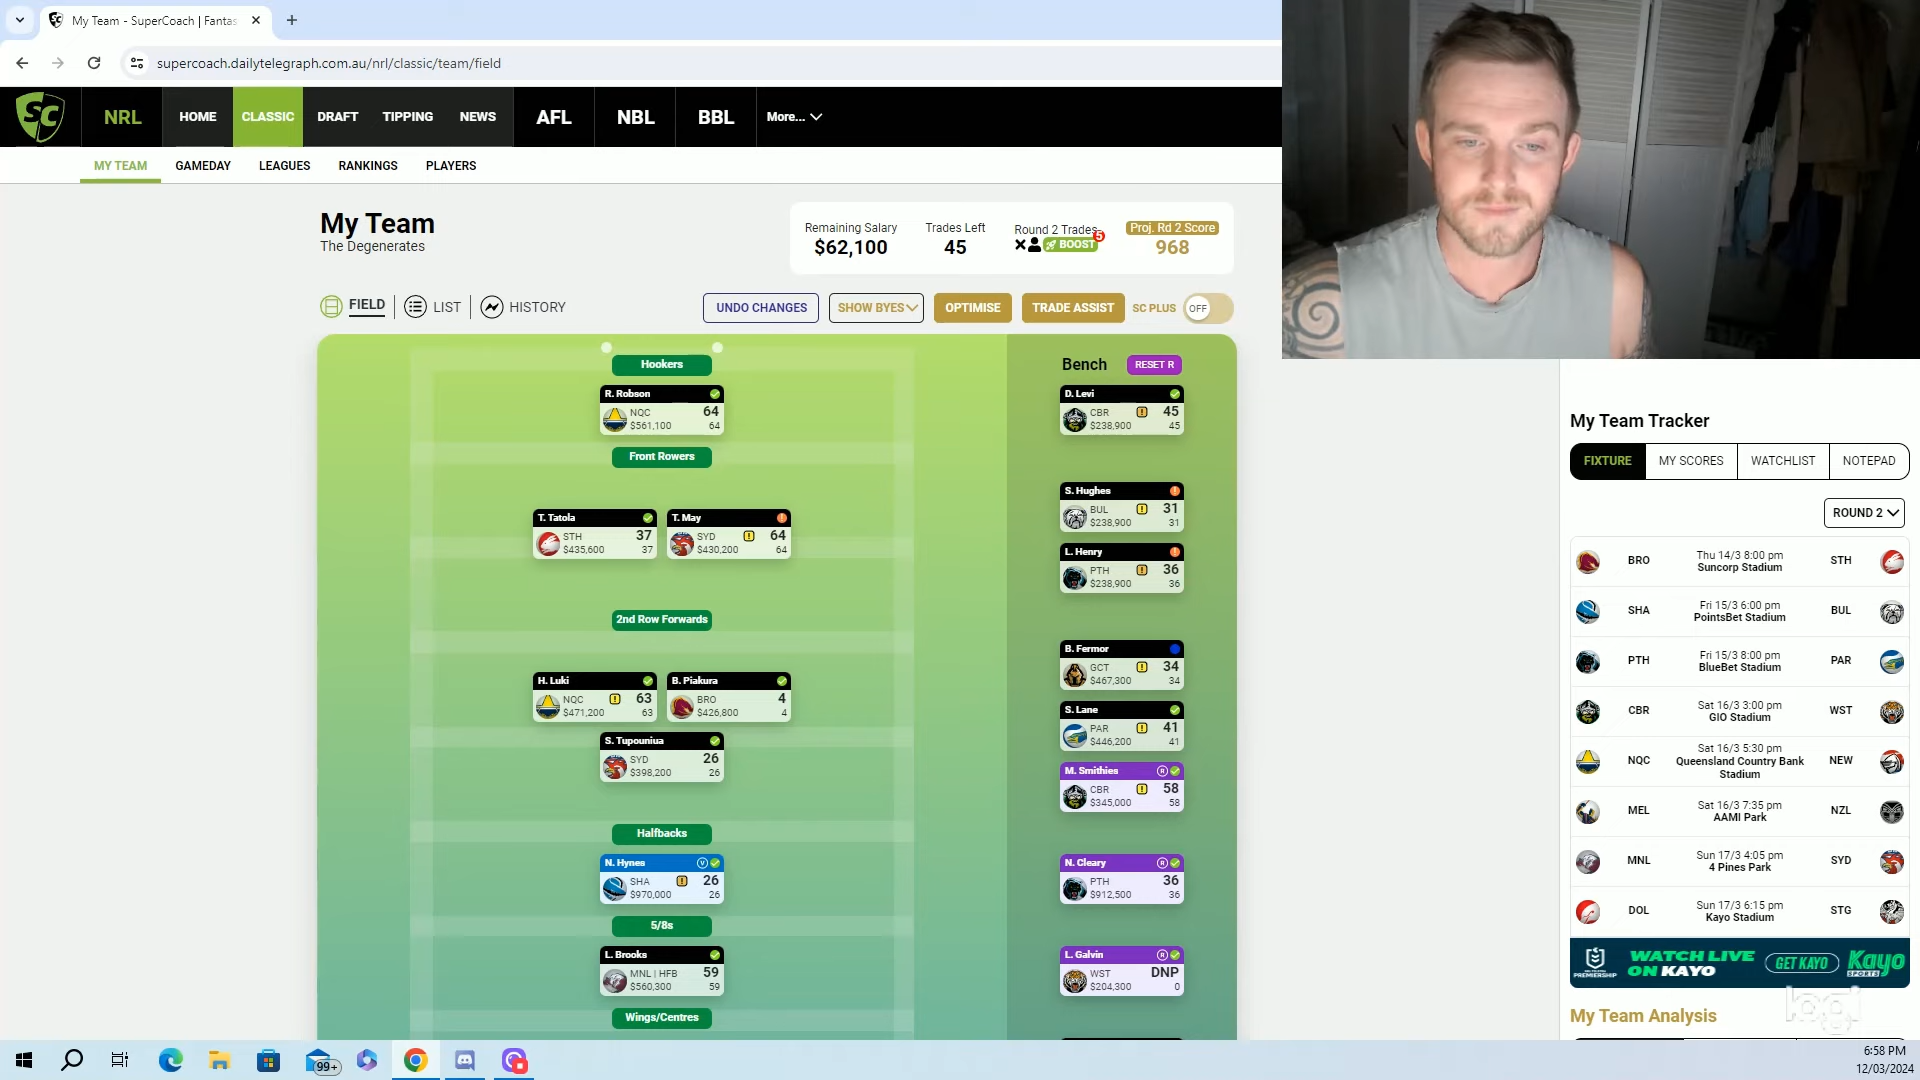 My Team - SuperCoach | Fantas
supercoach.dailytelegraph.com.au/nrl/classic/team/field
SC
NRL
HOME
CLASSIC
DRAFT
TIPPING
NEWS
AFL
NBL
BBL
More...
MY TEAM
GAMEDAY
LEAGUES
RANKINGS
PLAYERS
My Team
The Degenerates
Remaining Salary
$62,100
Trades Left
45
Round 2 Trades
BOOST
5
Proj. Rd 2 Score
968
FIELD
LIST
HISTORY
UNDO CHANGES
SHOW BYES
OPTIMISE
TRADE ASSIST
SC PLUS
OFF
Hookers
R. Robson
NQC 64
$561,100 64
Front Rowers
T. Tatola
STH 37
$435,600 37
T. May
SYD 64
$430,200 64
2nd Row Forwards
H. Luki
NQC 63
$471,200 63
B. Piakura
BRO 4
$426,800 4
S. Tupouniua
SYD 26
$398,200 26
Halfbacks
N. Hynes V
SHA 26
$970,000 26
5/8s
L. Brooks
MNL | HFB 59
$560,300 59
Wings/Centres
Bench
RESET R
D. Levi
CBR 45
$238,900 45
S. Hughes
BUL 31
$238,900 31
L. Henry
PTH 36
$238,900 36
B. Fermor
GCT 34
$467,300 34
S. Lane
PAR 41
$446,200 41
M. Smithies R
CBR 58
$345,000 58
N. Cleary R
PTH 36
$912,500 36
L. Galvin R
WST DNP
$204,300 0
My Team Tracker
FIXTURE
MY SCORES
WATCHLIST
NOTEPAD
ROUND 2
BRO Thu 14/3 8:00 pm STH
Suncorp Stadium
SHA Fri 15/3 6:00 pm BUL
PointsBet Stadium
PTH Fri 15/3 8:00 pm PAR
BlueBet Stadium
CBR Sat 16/3 3:00 pm WST
GIO Stadium
NQC Sat 16/3 5:30 pm NEW
Queensland Country Bank
Stadium
MEL Sat 16/3 7:35 pm NZL
AAMI Park
MNL Sun 17/3 4:05 pm SYD
4 Pines Park
DOL Sun 17/3 6:15 pm STG
Kayo Stadium
NRL
PREMIERSHIP
WATCH LIVE
ON KAYO
GET KAYO
Kayo
SPORTS
logi
My Team Analysis
99+
6:58 PM
12/03/2024